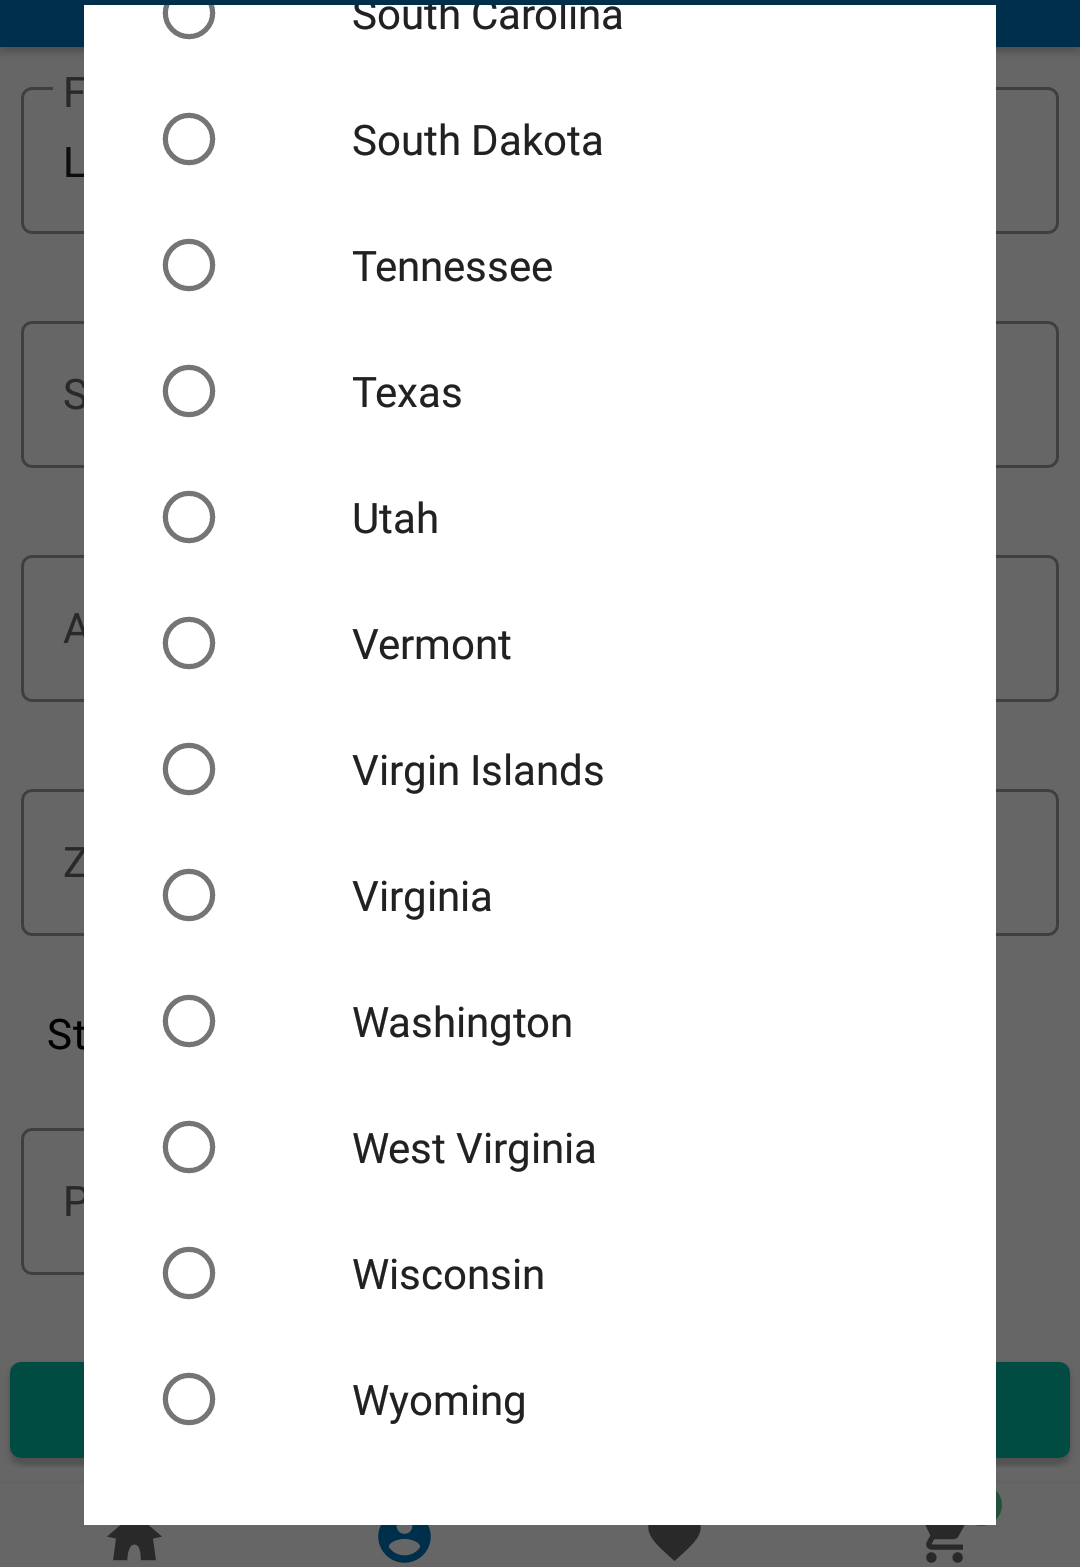 South Carolina
South Dakota
Tennessee
Texas
Utah
Vermont
Virgin Islands
Virginia
Washington
West Virginia
Wisconsin
Wyoming